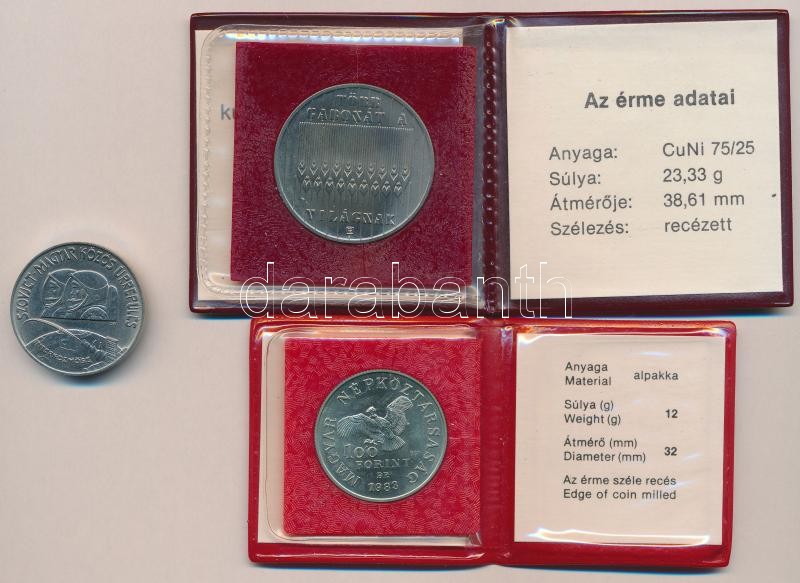 TÖBB
GABONÁT A
VILÁGNAK
Az érme adatai
Anyaga: CuNi 75/25
Súlya: 23,33 g
Átmérője: 38,61 mm
Szélezés: recézett
SZOVJET-MAGYAR KÖZÖS ŰRREPÜLÉS
INTERKOZMOSZ
darabanth
MAGYAR NÉPKÖZTÁRSASÁG
100
FORINT
BP.
1983
Anyaga
Material alpakka
Súlya (g)
Weight (g) 12
Átmérő (mm)
Diameter (mm) 32
Az érme széle recés
Edge of coin milled